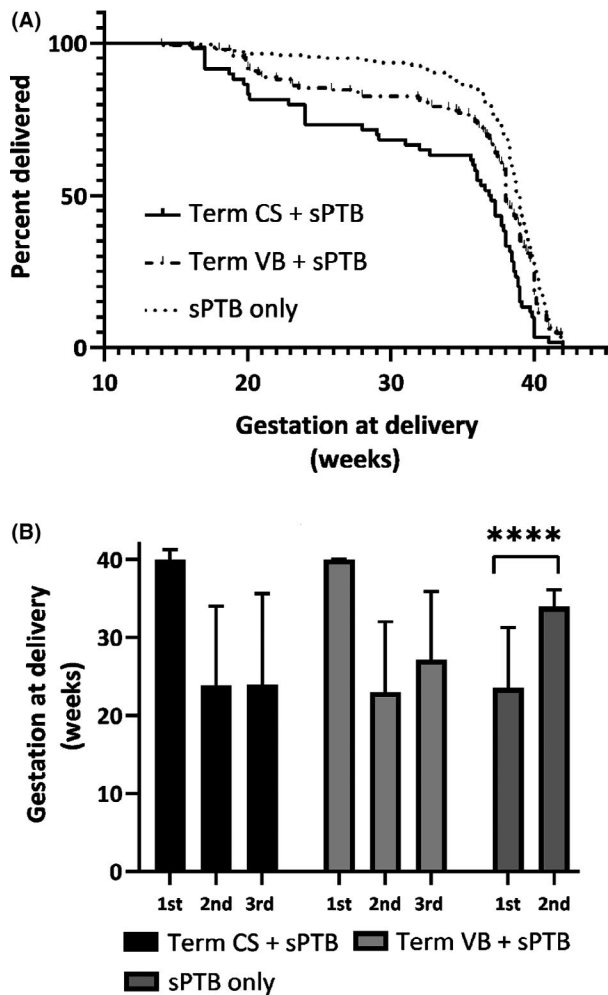 (A)
Percent delivered
100
50
0
Term CS + sPTB
Term VB + sPTB
sPTB only
10 20 30 40
Gestation at delivery
(weeks)
(B)
Gestation at delivery
(weeks)
40
30
20
10
0
****
1st 2nd 3rd 1st 2nd 3rd 1st 2nd
Term CS + sPTB Term VB + sPTB
sPTB only